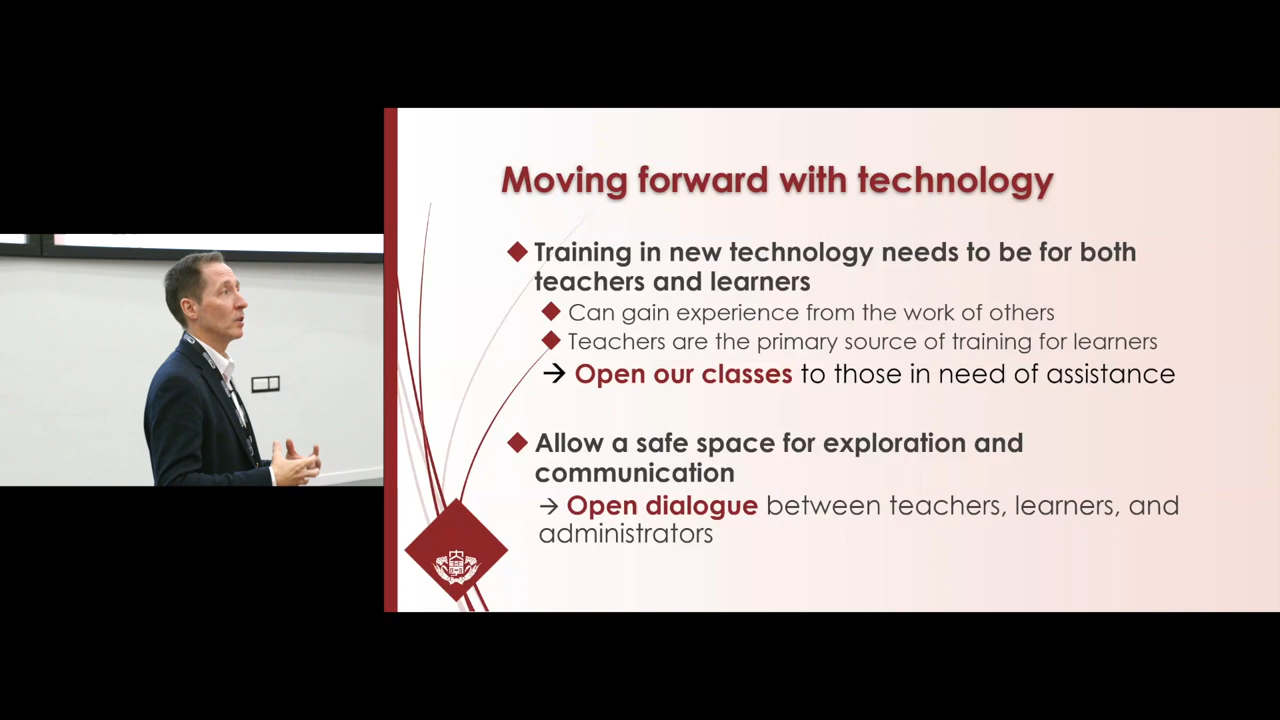 Moving forward with technology
Training in new technology needs to be for both
teachers and learners
Can gain experience from the work of others
Teachers are the primary source of training for learners
→ Open our classes to those in need of assistance
Allow a safe space for exploration and
communication
→ Open dialogue between teachers, learners, and
administrators